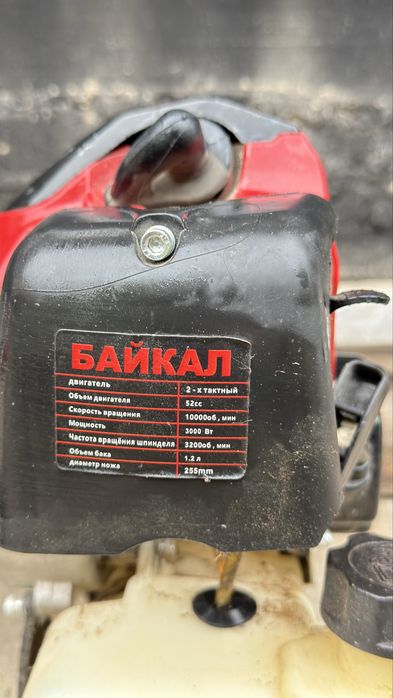 БАЙКАЛ
двигатель 2 - х тактный
Объем двигателя 52cc
Скорость вращения 10000об , мин
Мощность 3000 Вт
Частота вращёния шпинделя 3200об , мин
Объем бака 1.2 л
диаметр ножа 255mm